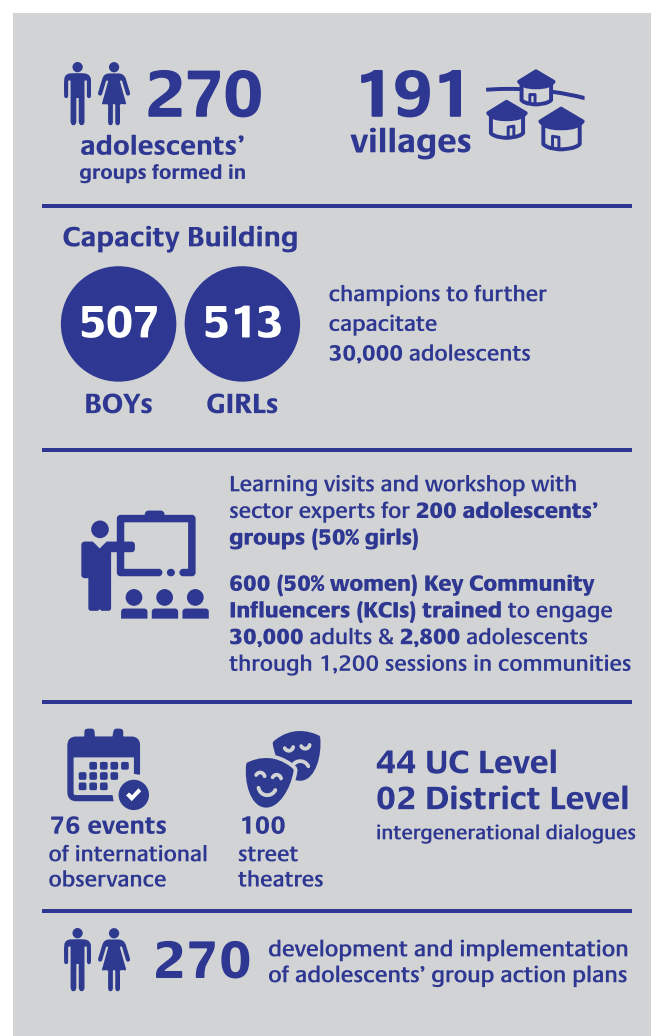 270
adolescents’
groups formed in
191
villages
Capacity Building
507
BOYs
513
GIRLs
champions to further
capacitate
30,000 adolescents
Learning visits and workshop with
sector experts for 200 adolescents’
groups (50% girls)
600 (50% women) Key Community
Influencers (KCIs) trained to engage
30,000 adults & 2,800 adolescents
through 1,200 sessions in communities
76 events
of international
observance
100
street
theatres
44 UC Level
02 District Level
intergenerational dialogues
270
development and implementation
of adolescents’ group action plans